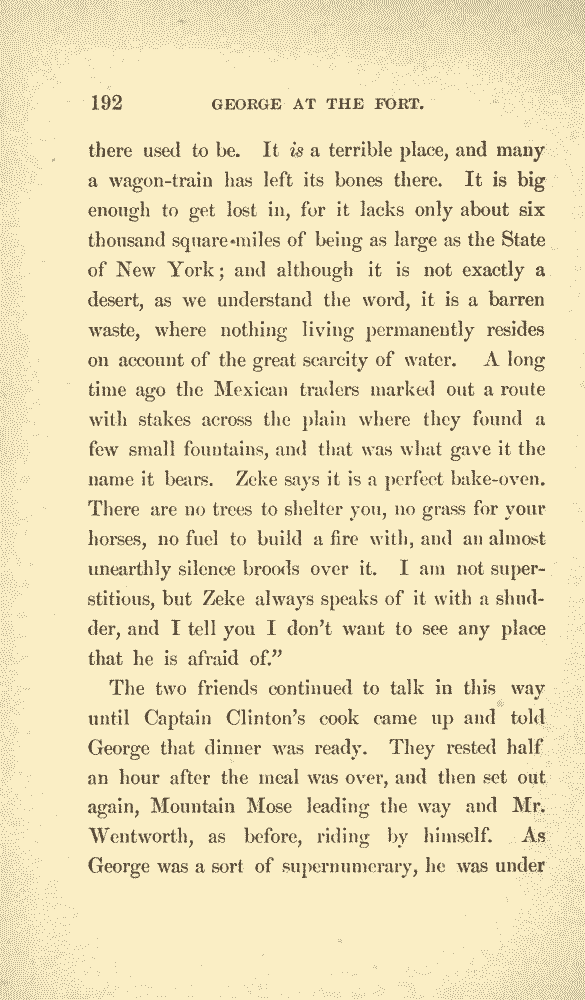 192 GEORGE AT THE FORT.
there used to be. It is a terrible place, and many
a wagon-train has left its bones there. It is big
enough to get lost in, for it lacks only about six
thousand square-miles of being as large as the State
of New York; and although it is not exactly a
desert, as we understand the word, it is a barren
waste, where nothing living permanently resides
on account of the great scarcity of water. A long
time ago the Mexican traders marked out a route
with stakes across the plain where they found a
few small fountains, and that was what gave it the
name it bears. Zeke says it is a perfect bake-oven.
There are no trees to shelter you, no grass for your
horses, no fuel to build a fire with, and an almost
unearthly silence broods over it. I am not super-
stitious, but Zeke always speaks of it with a shud-
der, and I tell you I don't want to see any place
that he is afraid of."
The two friends continued to talk in this way
until Captain Clinton's cook came up and told
George that dinner was ready. They rested half
an hour after the meal was over, and then set out
again, Mountain Mose leading the way and Mr.
Wentworth, as before, riding by himself. As
George was a sort of supernumerary, he was under